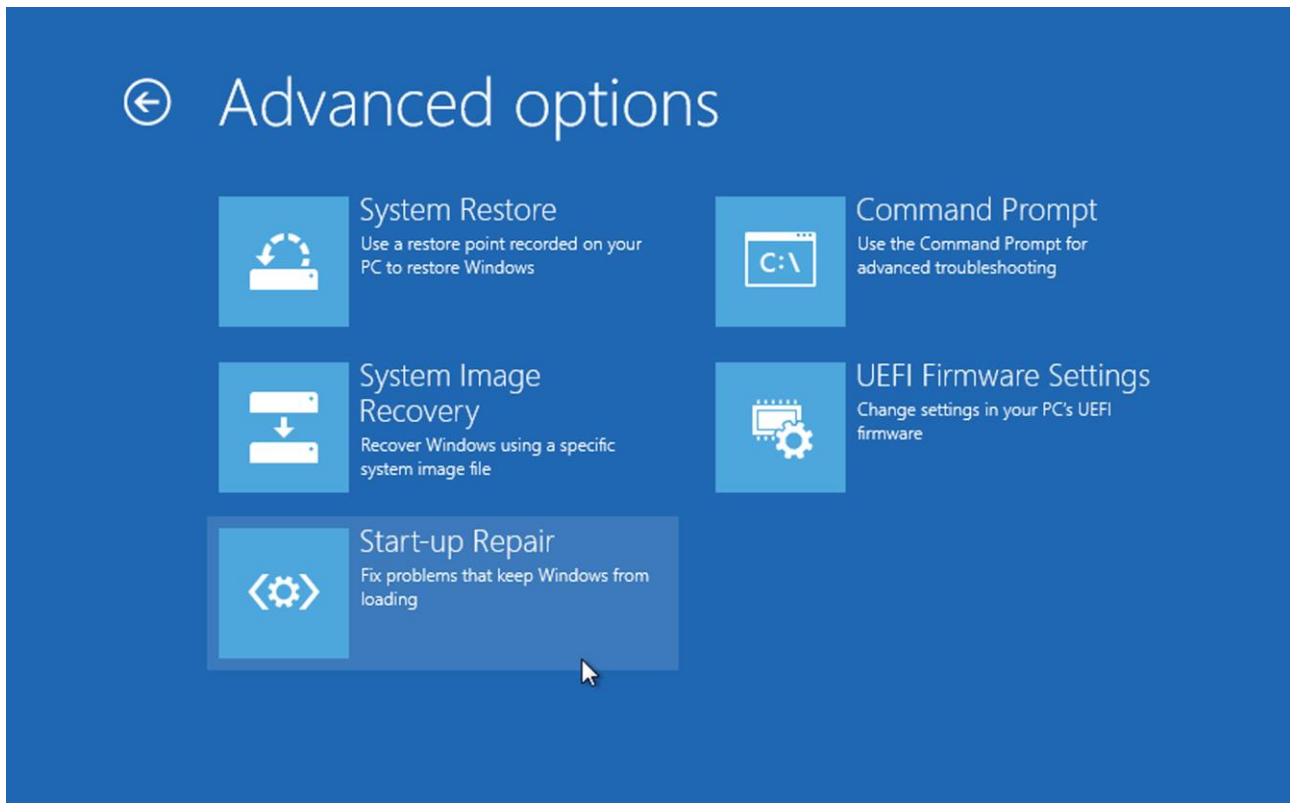 Advanced options
System Restore
Use a restore point recorded on your
PC to restore Windows
System Image
Recovery
Recover Windows using a specific
system image file
Start-up Repair
Fix problems that keep Windows from
loading
Command Prompt
Use the Command Prompt for
advanced troubleshooting
C:\
UEFI Firmware Settings
Change settings in your PC's UEFI
firmware